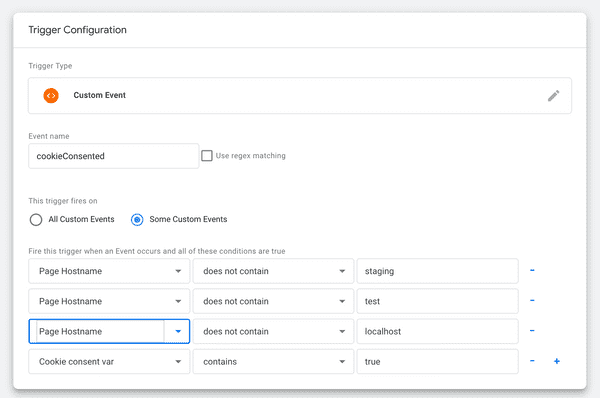 Trigger Configuration
Trigger Type
Custom Event
Event name
cookieConsented
Use regex matching
This trigger fires on
All Custom Events Some Custom Events
Fire this trigger when an Event occurs and all of these conditions are true
Page Hostname does not contain staging -
Page Hostname does not contain test -
Page Hostname does not contain localhost -
Cookie consent var contains true - +